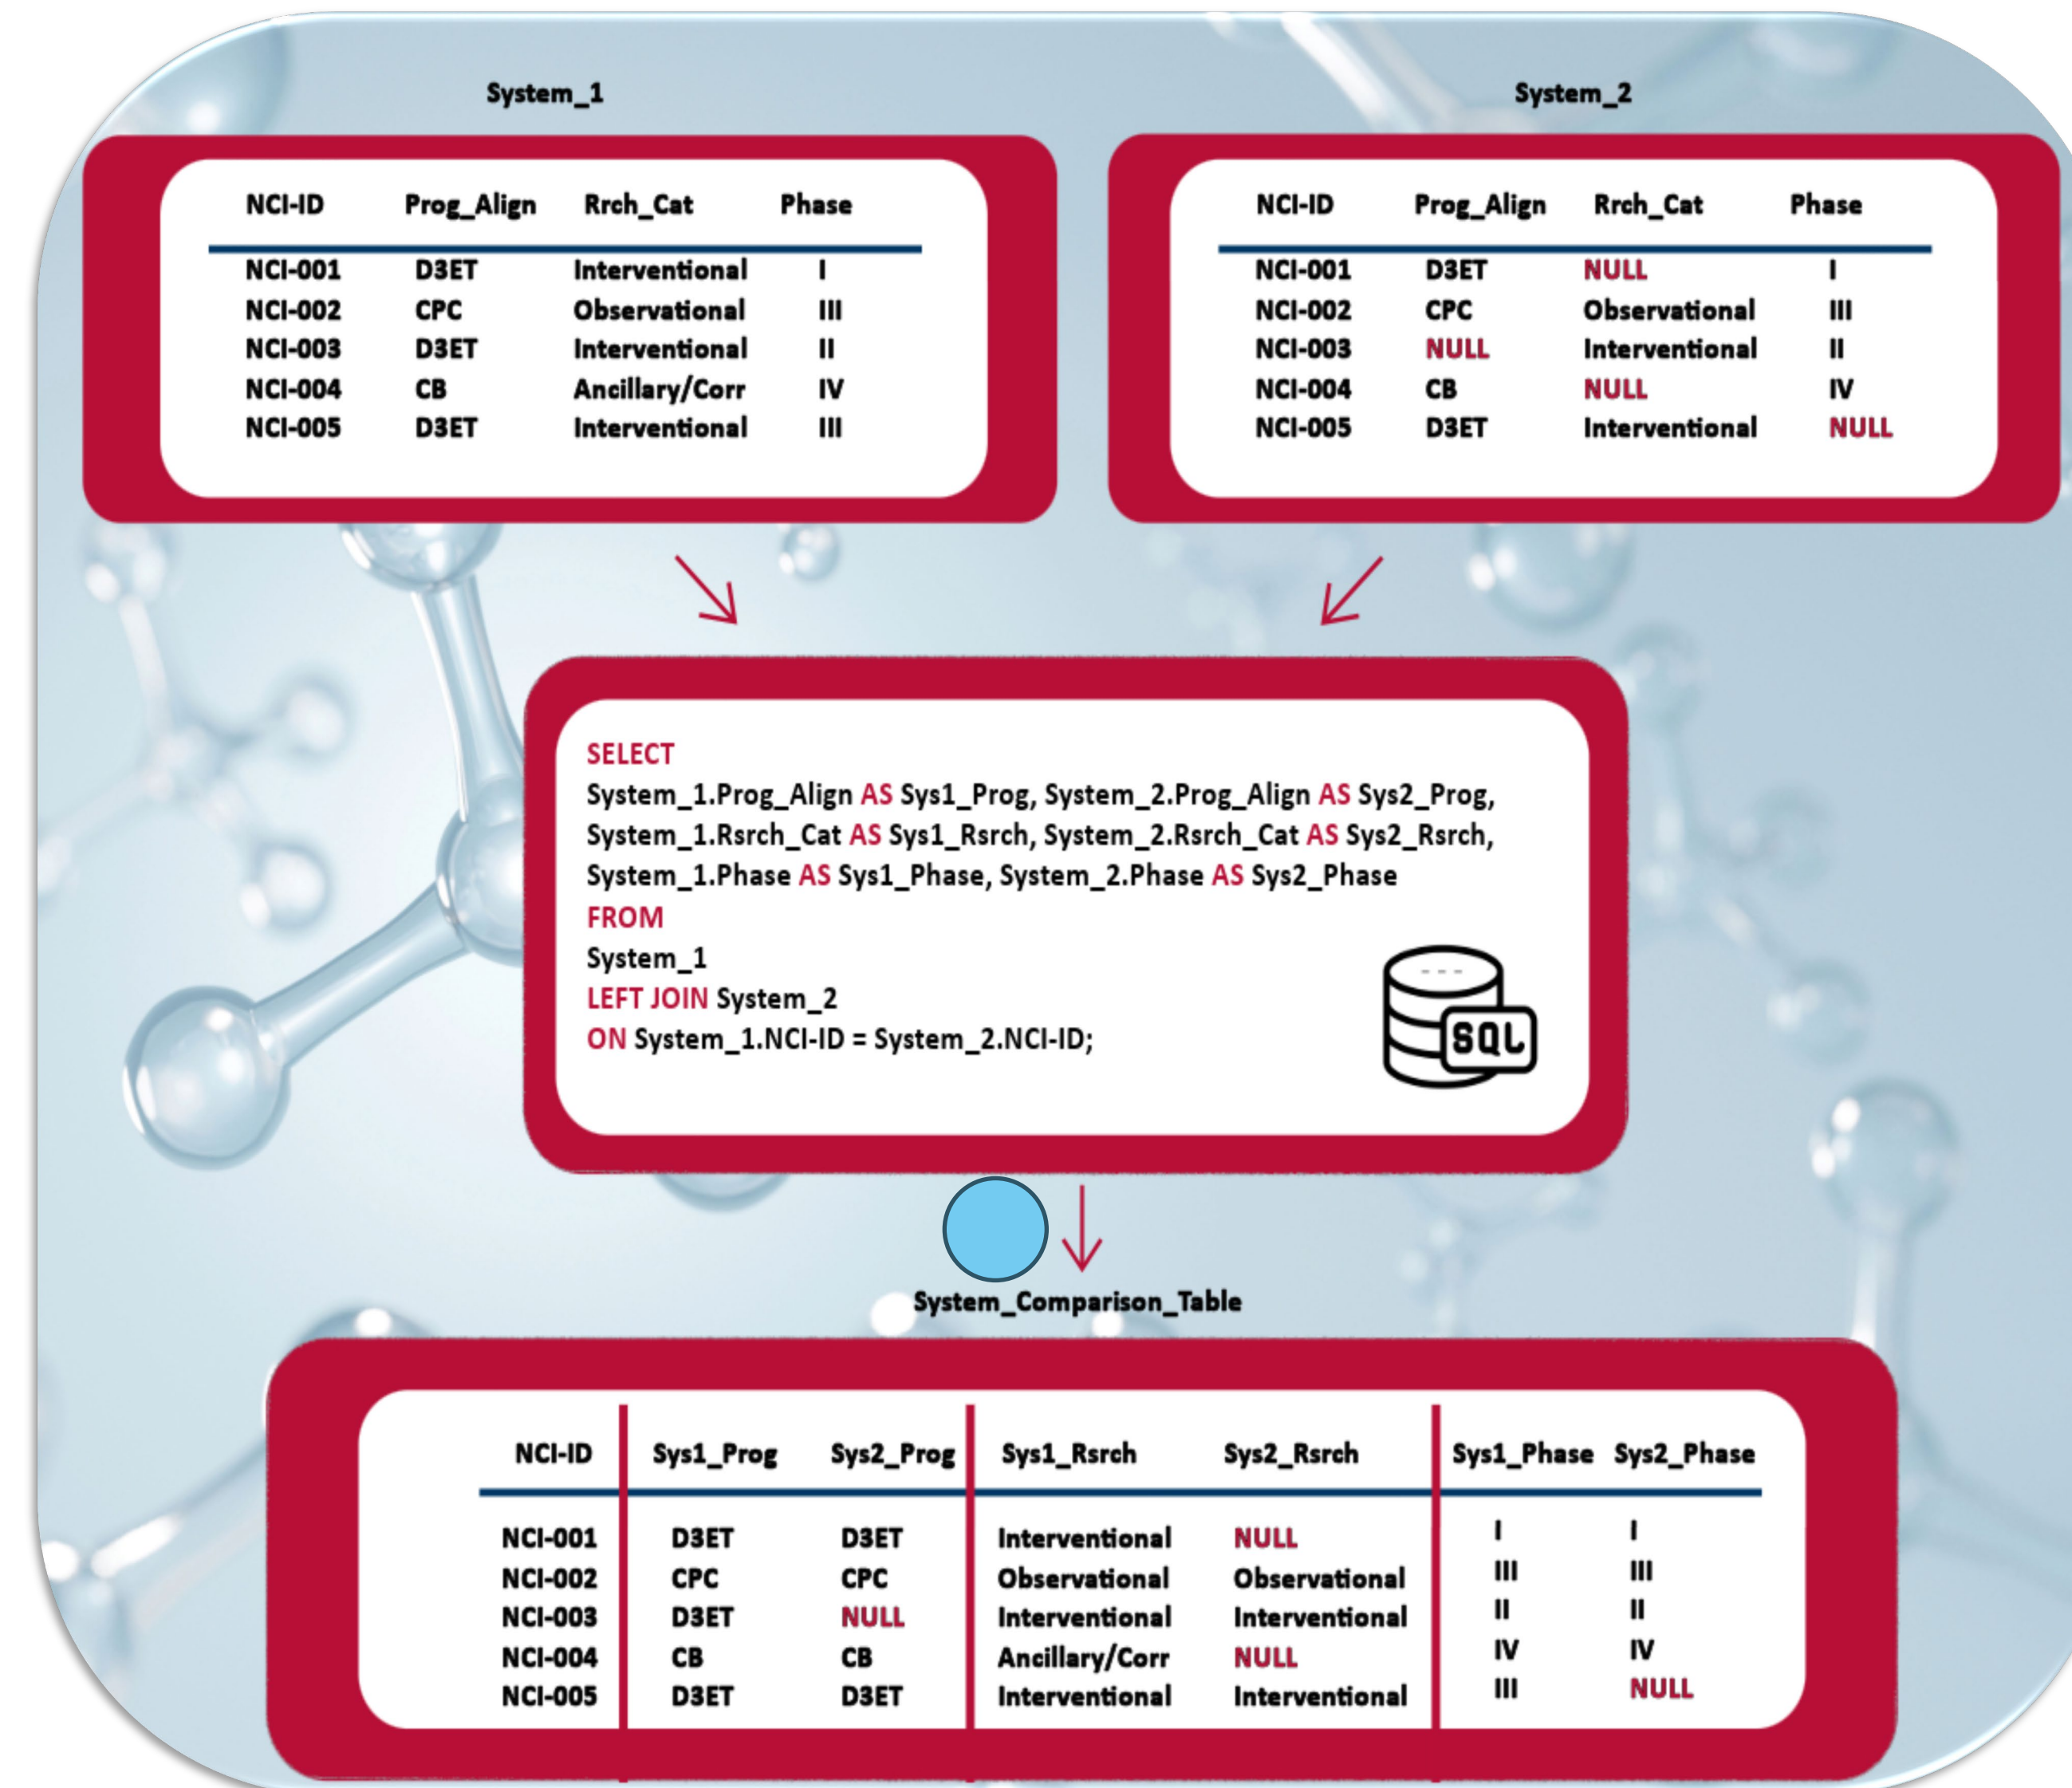 System_1
NCI-ID Prog_Align Rrch_Cat Phase
NCI-001 D3ET Interventional I
NCI-002 CPC Observational III
NCI-003 D3ET Interventional II
NCI-004 CB Ancillary/Corr IV
NCI-005 D3ET Interventional III
System_2
NCI-ID Prog_Align Rrch_Cat Phase
NCI-001 D3ET NULL I
NCI-002 CPC Observational III
NCI-003 NULL Interventional II
NCI-004 CB NULL IV
NCI-005 D3ET Interventional NULL
SELECT
System_1.Prog_Align AS Sys1_Prog, System_2.Prog_Align AS Sys2_Prog,
System_1.Rsrch_Cat AS Sys1_Rsrch, System_2.Rsrch_Cat AS Sys2_Rsrch,
System_1.Phase AS Sys1_Phase, System_2.Phase AS Sys2_Phase
FROM
System_1
LEFT JOIN System_2
ON System_1.NCI-ID = System_2.NCI-ID;
SQL
System_Comparison_Table
NCI-ID Sys1_Prog Sys2_Prog Sys1_Rsrch Sys2_Rsrch Sys1_Phase Sys2_Phase
NCI-001 D3ET D3ET Interventional NULL I I
NCI-002 CPC CPC Observational Observational III III
NCI-003 D3ET NULL Interventional Interventional II II
NCI-004 CB CB Ancillary/Corr NULL IV IV
NCI-005 D3ET D3ET Interventional Interventional III NULL